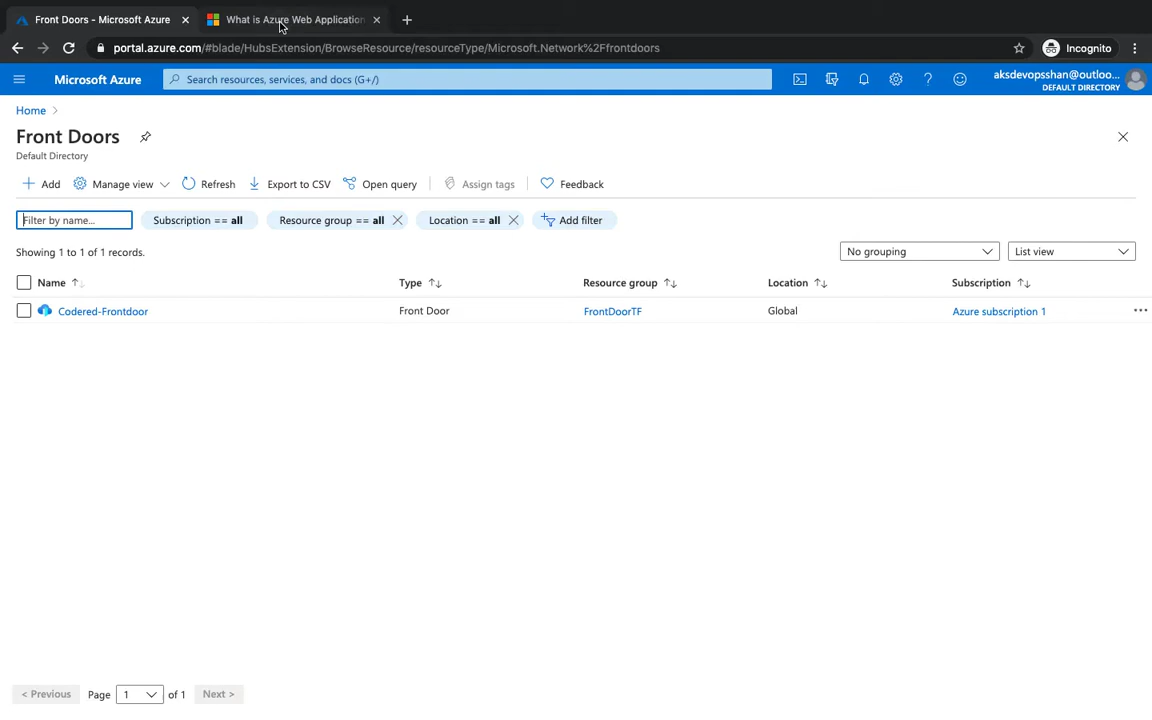 Front Doors - Microsoft Azure
What is Azure Web Application
portal.azure.com/#blade/HubsExtension/BrowseResource/resourceType/Microsoft.Network%2Ffrontdoors
Incognito
Microsoft Azure
Search resources, services, and docs (G+/)
aksdevopsshan@outloo...
DEFAULT DIRECTORY
Home
Front Doors
Default Directory
Add
Manage view
Refresh
Export to CSV
Open query
Assign tags
Feedback
Filter by name...
Subscription == all
Resource group == all
Location == all
Add filter
Showing 1 to 1 of 1 records.
No grouping
List view
Name
Type
Resource group
Location
Subscription
Codered-Frontdoor
Front Door
FrontDoorTF
Global
Azure subscription 1
< Previous
Page
1
of 1
Next >